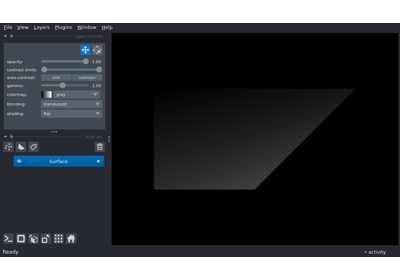 File View Layers Plugins Window Help
layer controls
opacity: 1.00
contrast limits:
auto-contrast: once continuous
gamma: 1.00
colormap: gray
blending: translucent
shading: flat
layer list
Surface
Ready activity